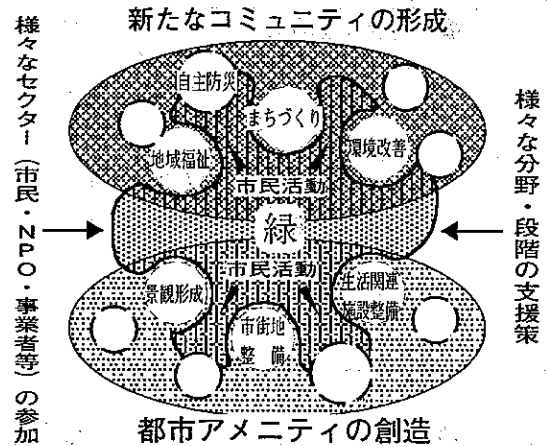 新たなコミュニティの形成
様々なセクター（市民・NPO・事業者等）の参加
自主防災
まちづくり
地域福祉
環境改善
市民活動
緑
市民活動
景観形成
生活関連
施設整備
市街地
整備
様々な分野・段階の支援策
都市アメニティの創造